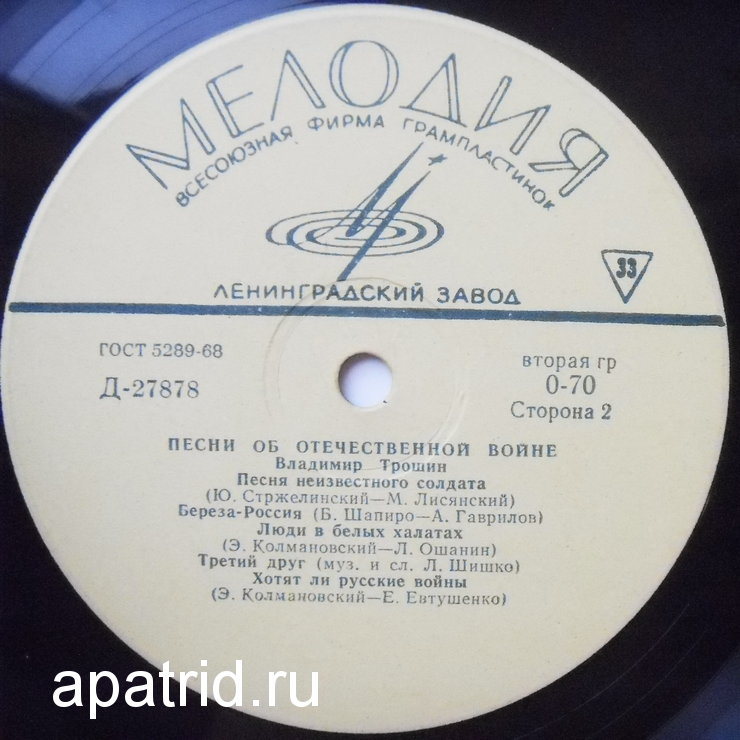 МЕЛОДИЯ
ВСЕСОЮЗНАЯ ФИРМА ГРАМПЛАСТИНОК
33
ЛЕНИНГРАДСКИЙ ЗАВОД
ГОСТ 5289-68
вторая гр
Д-27878
0-70
Сторона 2
ПЕСНИ ОБ ОТЕЧЕСТВЕННОЙ ВОЙНЕ
Владимир Трошин
Песня неизвестного солдата
(Ю. Стржелинский—М. Лисянский)
Береза-Россия (Б. Шапиро—А. Гаврилов)
Люди в белых халатах
(Э. Колмановский—Л. Ошанин)
Третий друг (муз. и сл. Л. Шишко)
Хотят ли русские войны
(Э. Колмановский—Е. Евтушенко)
apatrid.ru